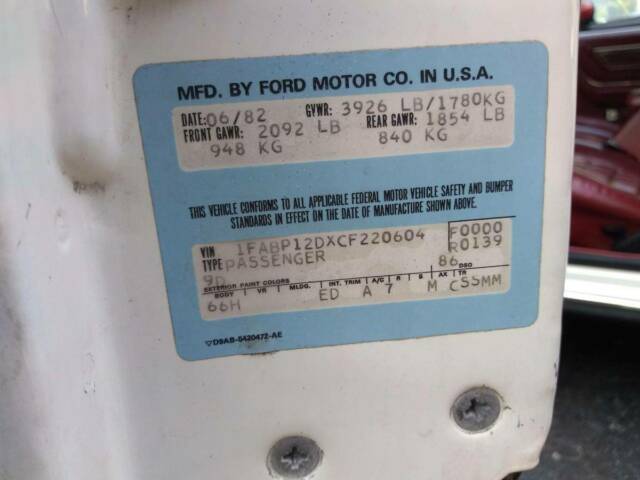 MFD. BY FORD MOTOR CO. IN U.S.A.
DATE: 06/82 GVWR: 3926 LB/1780KG
FRONT GAWR: 2092 LB REAR GAWR: 1854 LB
948 KG 840 KG
THIS VEHICLE CONFORMS TO ALL APPLICABLE FEDERAL MOTOR VEHICLE SAFETY AND BUMPER
STANDARDS IN EFFECT ON THE DATE OF MANUFACTURE SHOWN ABOVE.
VIN 1FABP12DXCF220604 F0000
TYPE PASSENGER R0139
9D 86 DSO
EXTERIOR PAINT COLORS
BODY VR MLDG. INT. TRIM A/C R S AX TR
66H ED A 7 M C55MM
▽D9AB-5420472-AE